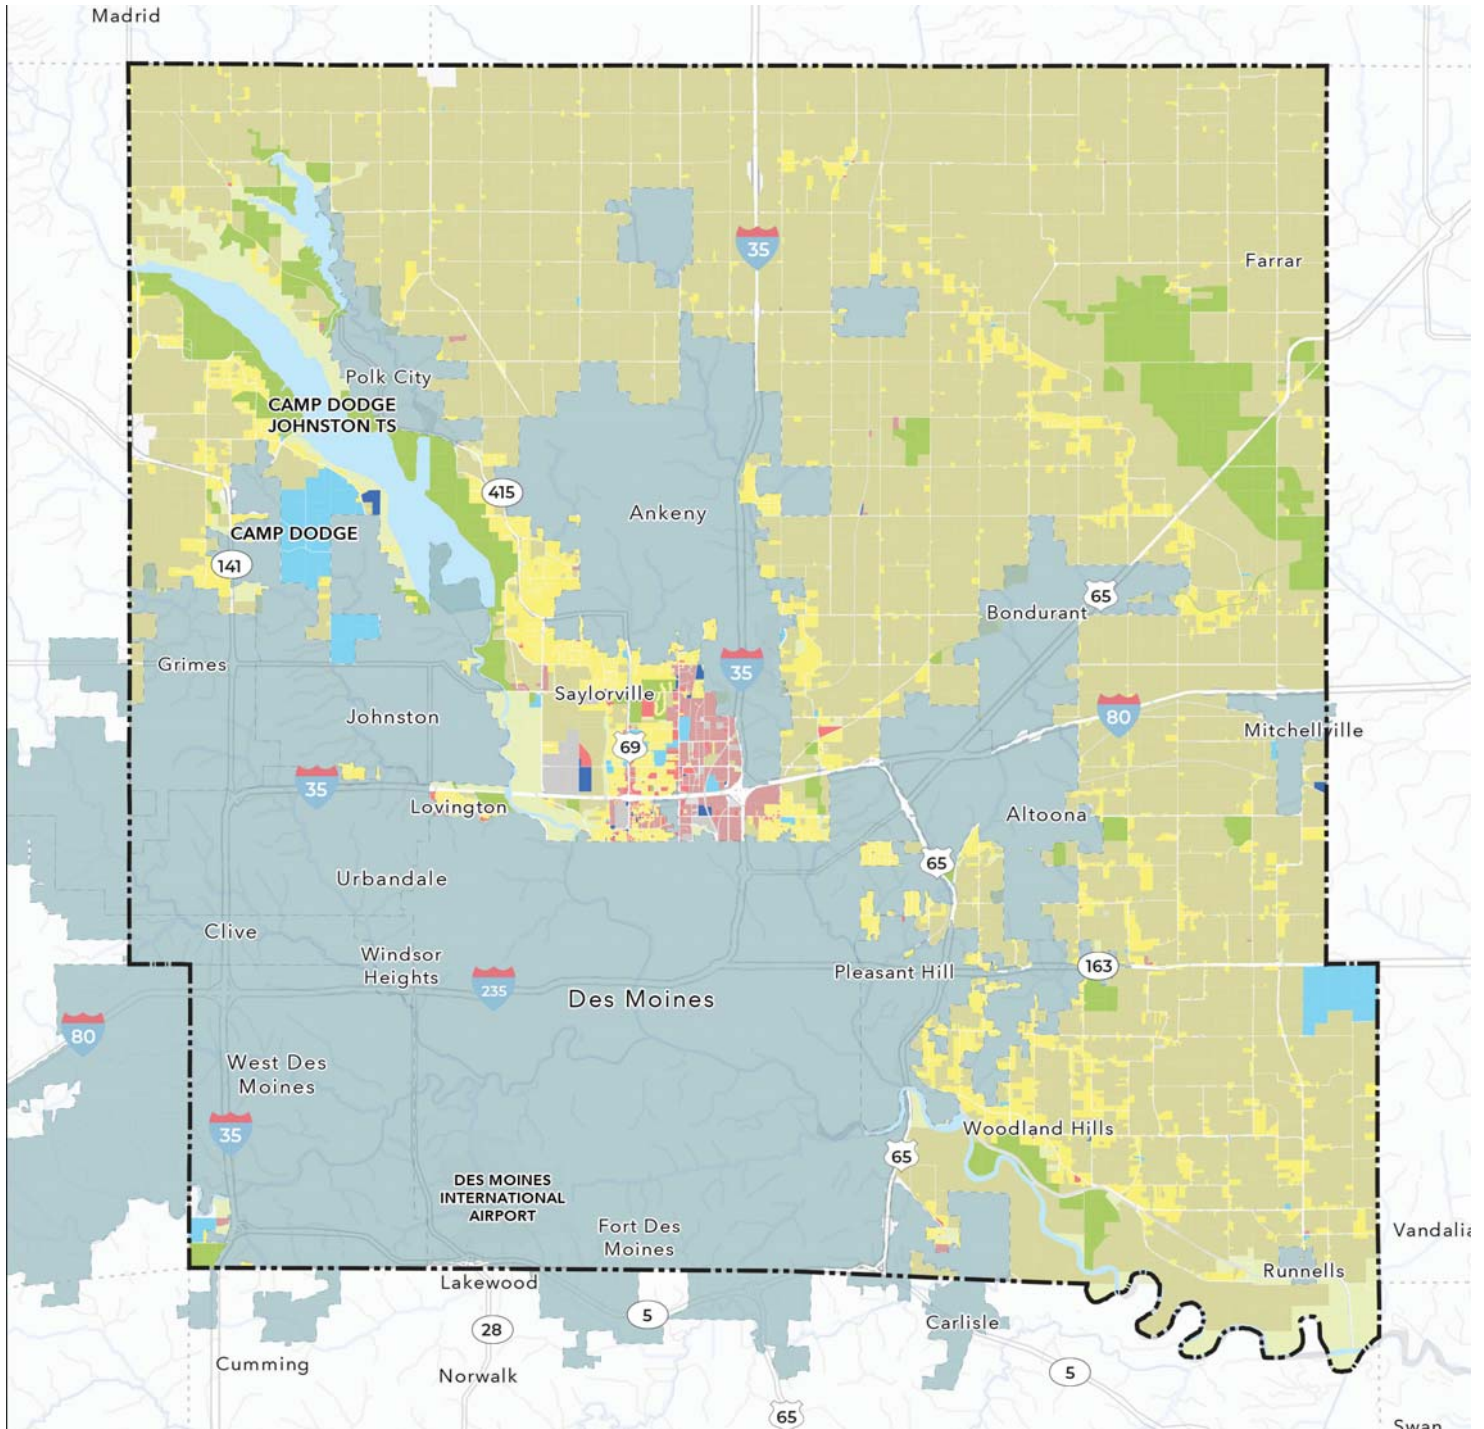 Madrid
35
Farrar
Polk City
CAMP DODGE
JOHNSTON TS
415
Ankeny
CAMP DODGE
141
65
Bondurant
Grimes
35
Saylorville
Johnston
80
Mitchellville
69
35
Lovington
Altoona
65
Urbandale
Clive
Windsor
Heights
Pleasant Hill
163
235
Des Moines
80
West Des
Moines
35
Woodland Hills
65
DES MOINES
INTERNATIONAL
AIRPORT
Fort Des
Moines
Vandalia
Runnells
Lakewood
5
28
Carlisle
Cumming
Norwalk
5
65
Swan